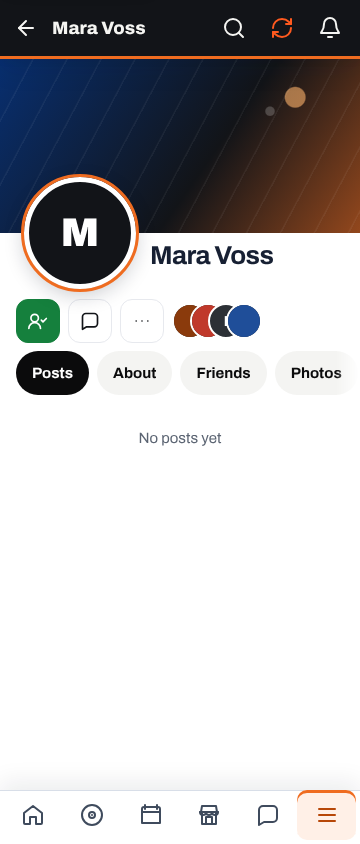 Mara Voss
M
Mara Voss
Posts
About
Friends
Photos
No posts yet